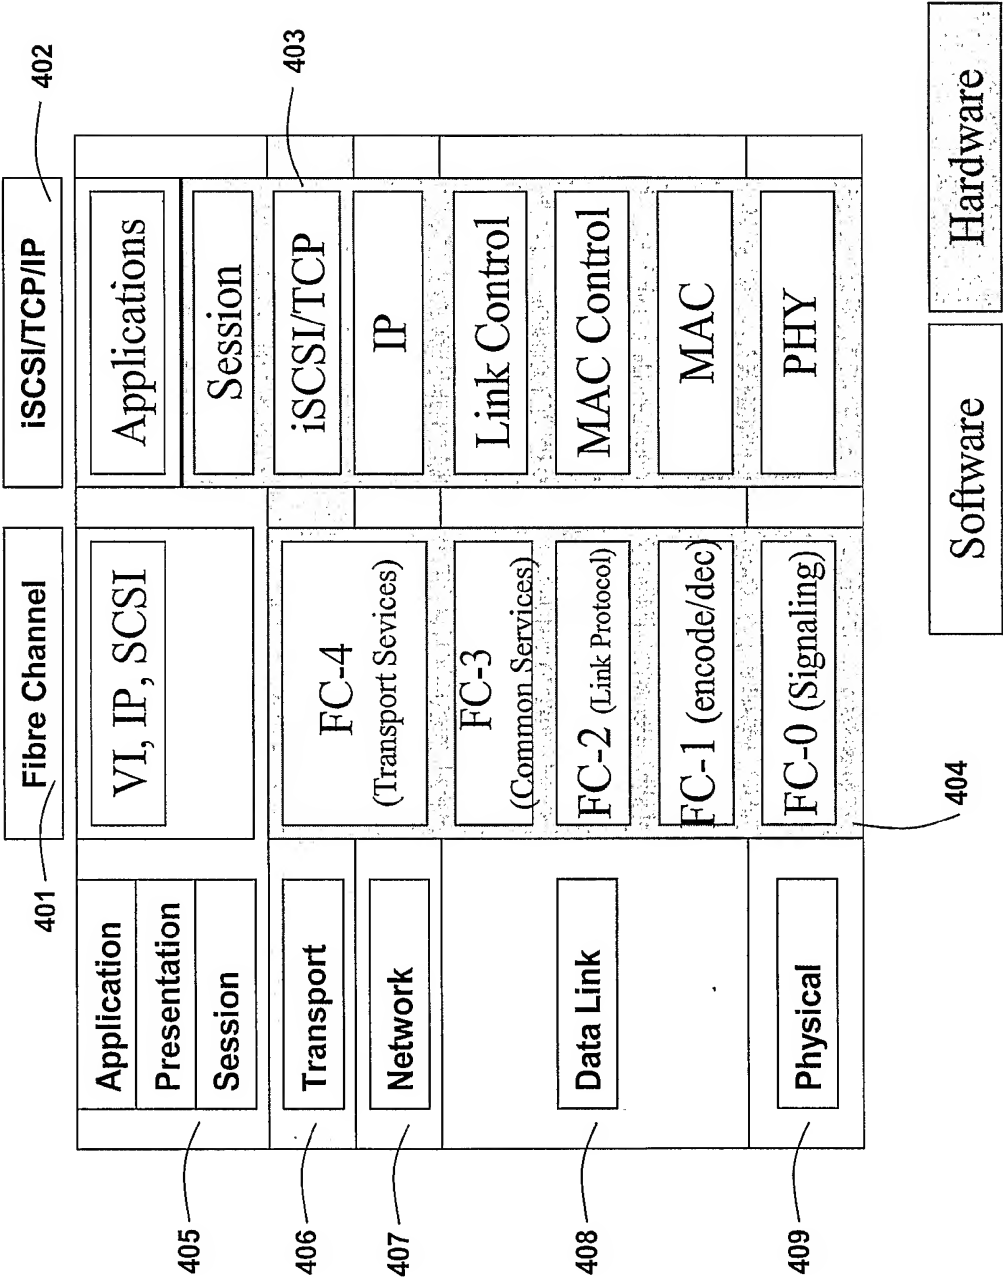 Fibre Channel
iSCSI/TCP/IP
401
402
403
Application
Presentation
Session
VI, IP, SCSI
Applications
Session
405
Transport
FC-4
(Transport Sevices)
iSCSI/TCP
406
Network
IP
407
FC-3
(Common Services)
Link Control
Data Link
FC-2 (Link Protocol)
MAC Control
408
FC-1 (encode/dec)
MAC
Physical
FC-0 (Signaling)
PHY
409
404
Software
Hardware